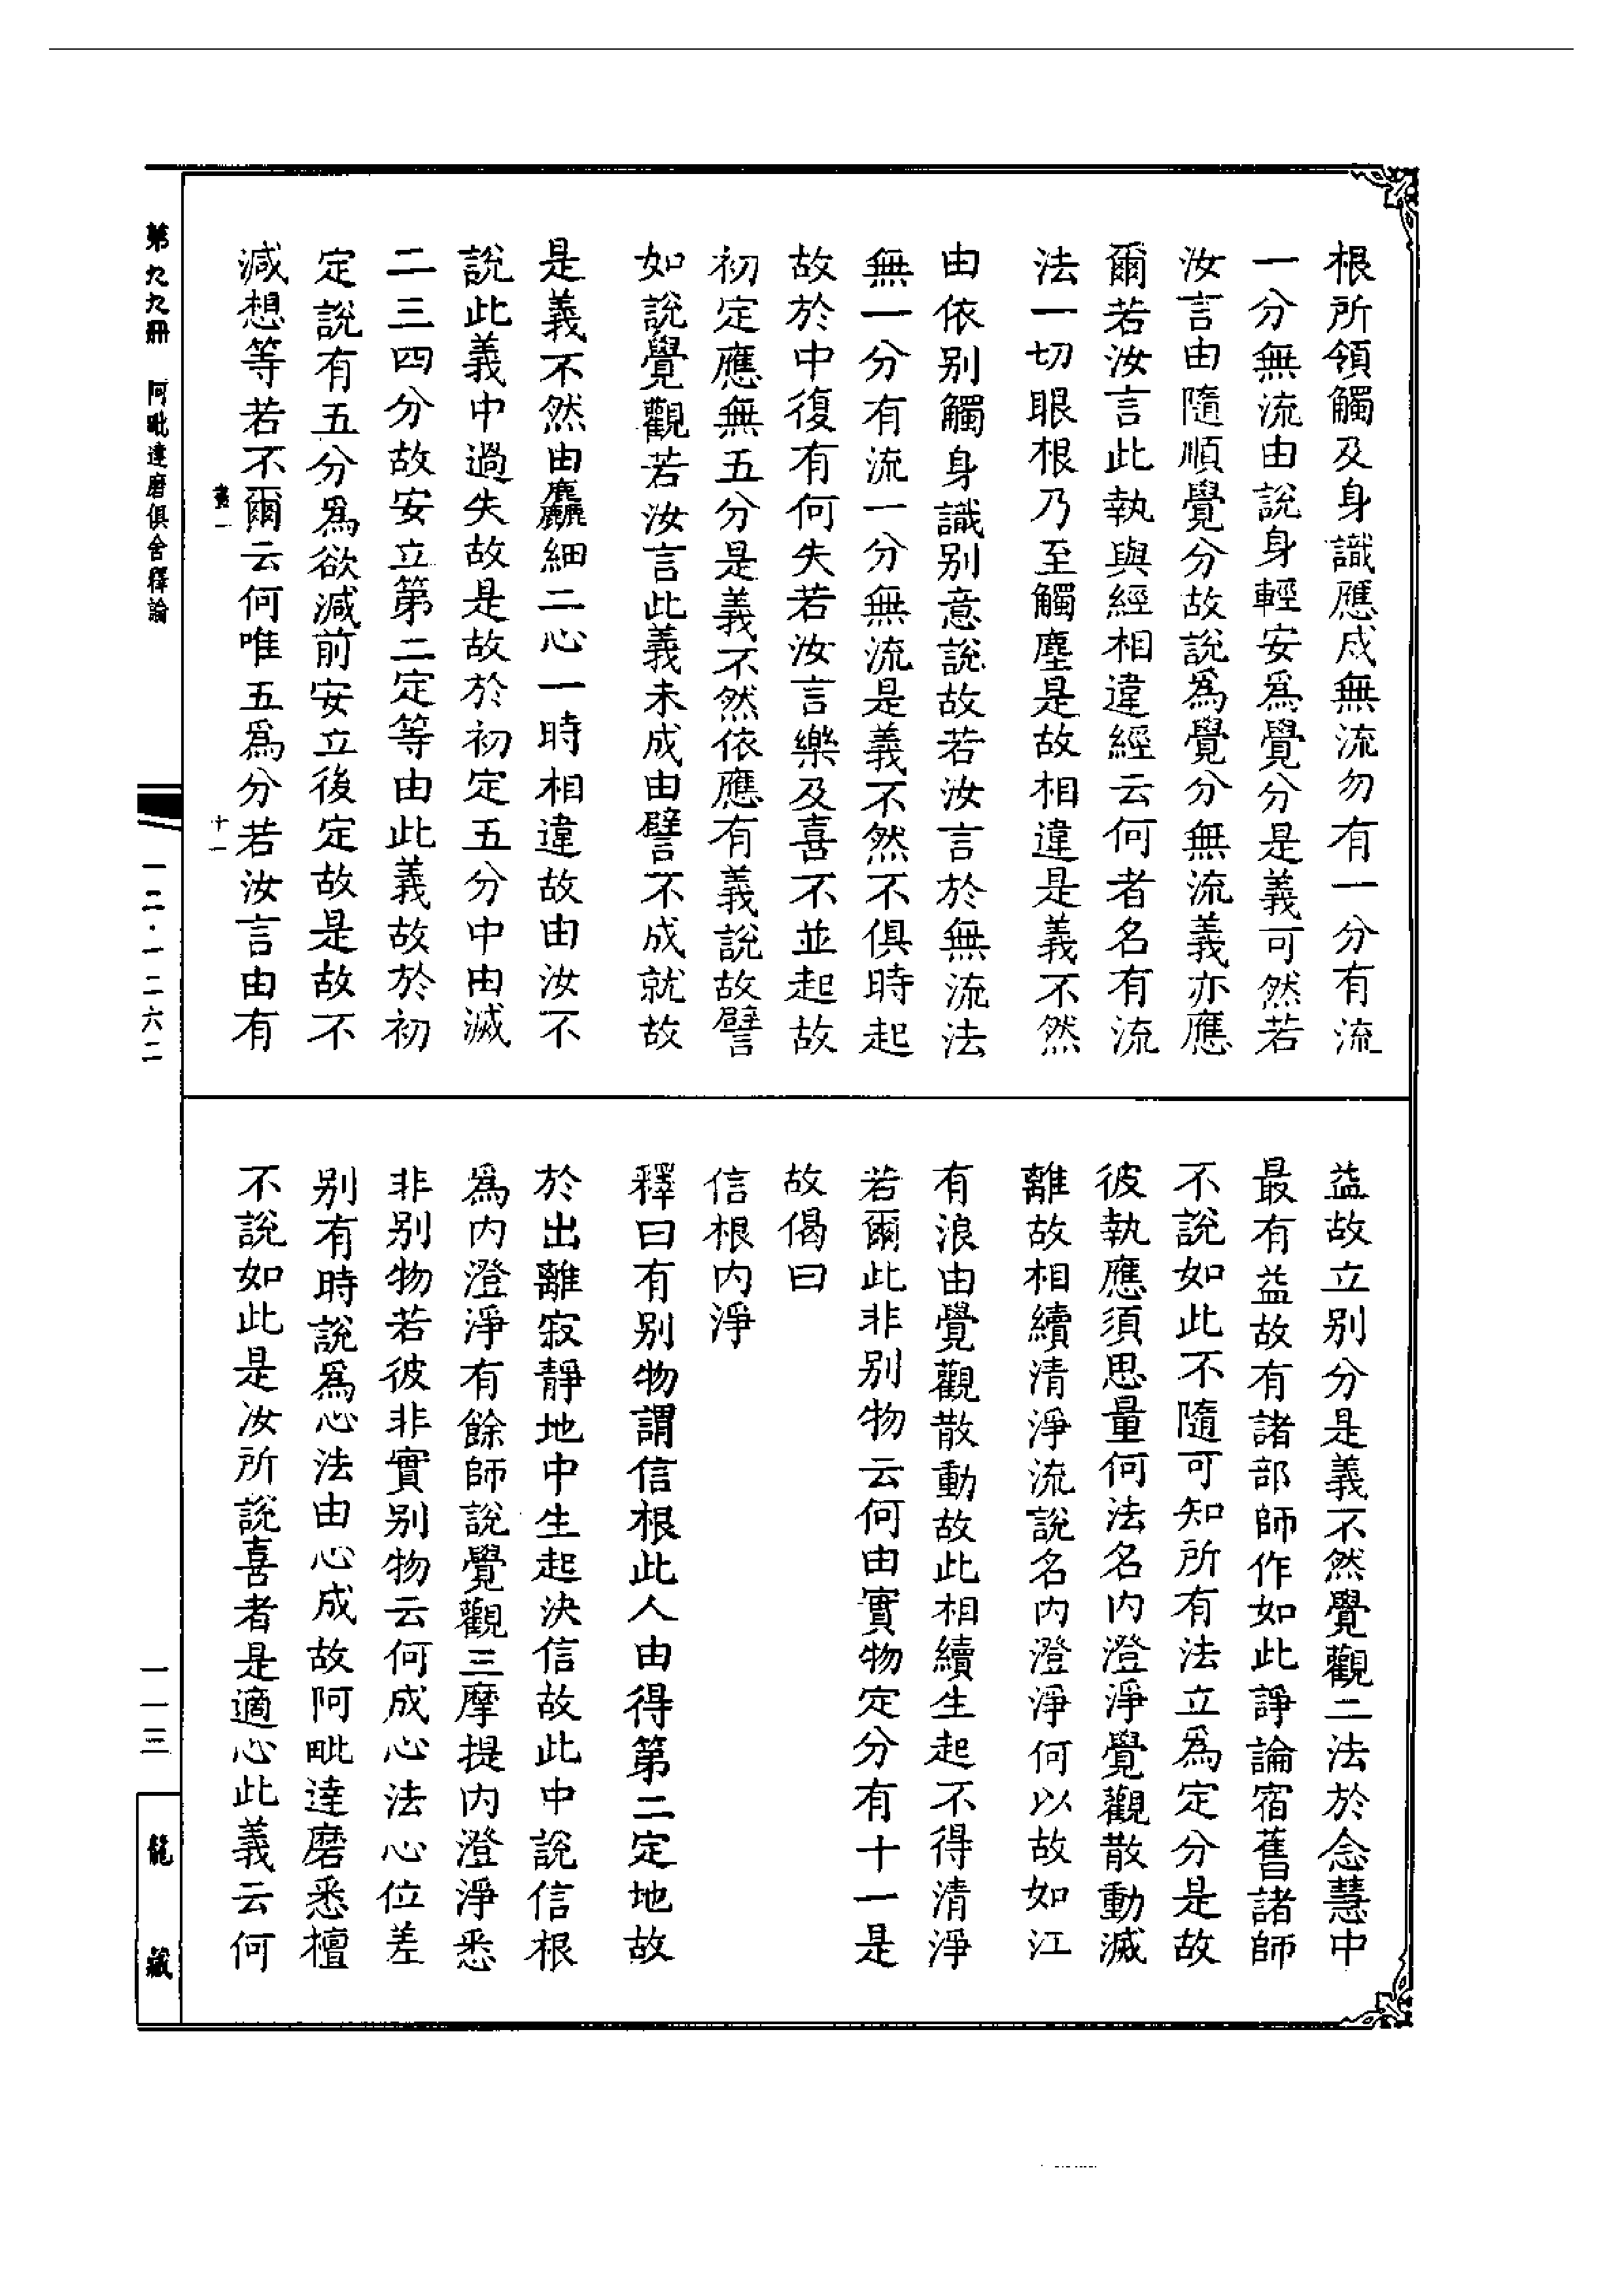 根所領觸及身識應成無流勿有一分有流
一分無流由說身輕安爲覺分是義可然若
汝言由隨順覺分故說爲覺分無流義亦應
爾若汝言此執與經相違經云何者名有流
法一切眼根乃至觸塵是故相違是義不然
由依別觸身識別意說故若汝言於無流法
無一分有流一分無流是義不然不俱時起
故於中復有何失若汝言樂及喜不並起故
初定應無五分是義不然依應有義說故譬
如說覺觀若汝言此義未成由譬不成就故
是義不然由麤細二心一時相違故由汝不
說此義中過失故是故於初定五分中由滅
二三四分故安立第二定等由此義故於初
定說有五分爲欲減前安立後定故是故不
減想等若不爾云何唯五爲分若汝言由有
十一
益故立別分是義不然覺觀二法於念慧中
最有益故有諸部師作如此諍論宿舊諸師
不說如此不隨可知所有法立爲定分是故
彼執應須思量何法名內澄淨覺觀散動滅
離故相續清淨流說名內澄淨何以故如江
有浪由覺觀散動故此相續生起不得清淨
若爾此非別物云何由實物定分有十一是
故偈曰
信根內淨
釋曰有別物謂信根此人由得第二定地故
於出離寂靜地中生起決信故此中說信根
爲內澄淨有餘師說覺觀三摩提內澄淨悉
非別物若彼非實別物云何成心法心位差
別有時說爲心法由心成故阿毗達磨悉檀
不說如此是汝所說喜者是適心此義云何
第九九冊 阿毗達磨俱舍釋論
一二·一二六二
一一三
龍藏